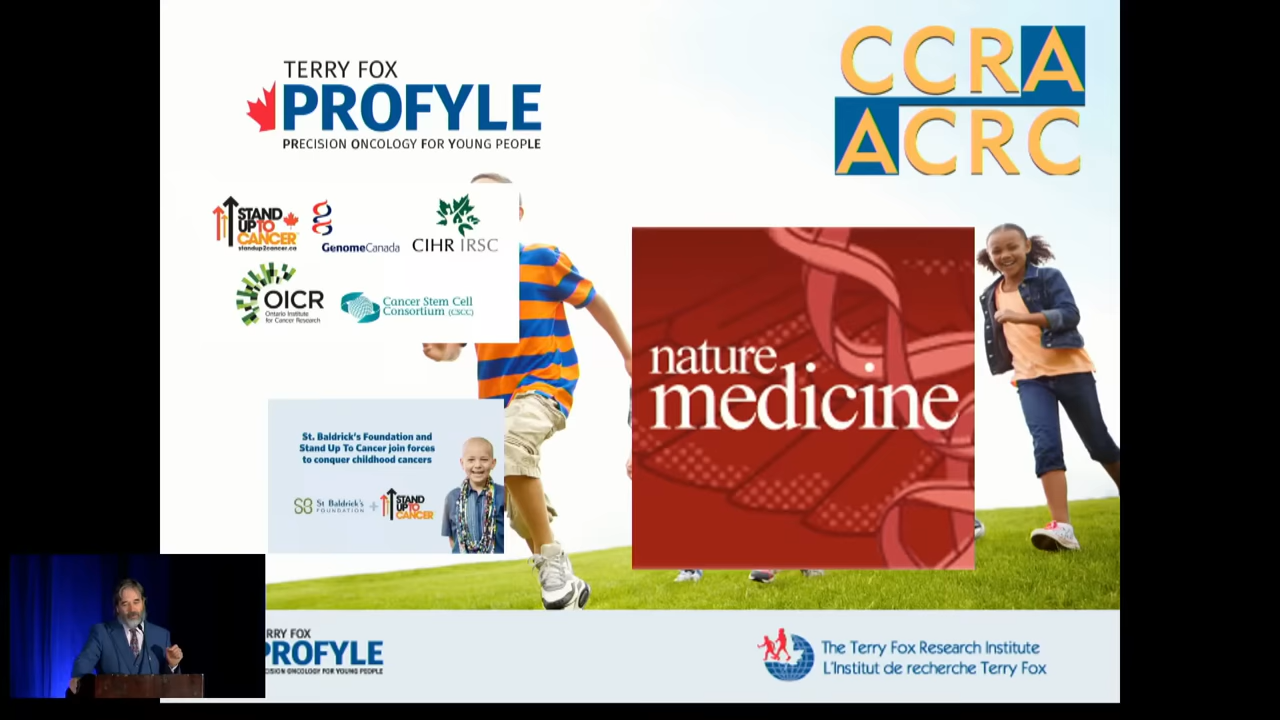 TERRY FOX
PROFYLE
PRECISION ONCOLOGY FOR YOUNG PEOPLE
CCRA
ACRC
STAND
UP TO
CANCER
standup2cancer.ca
GenomeCanada
CIHR IRSC
OICR
Ontario Institute
for Cancer Research
Cancer Stem Cell
Consortium (CSCC)
nature
medicine
St. Baldrick's Foundation and
Stand Up To Cancer join forces
to conquer childhood cancers
SB St. Baldrick's
FOUNDATION
+
STAND
UP TO
CANCER
RRY FOX
PROFYLE
CISION ONCOLOGY FOR YOUNG PEOPLE
The Terry Fox Research Institute
L'Institut de recherche Terry Fox